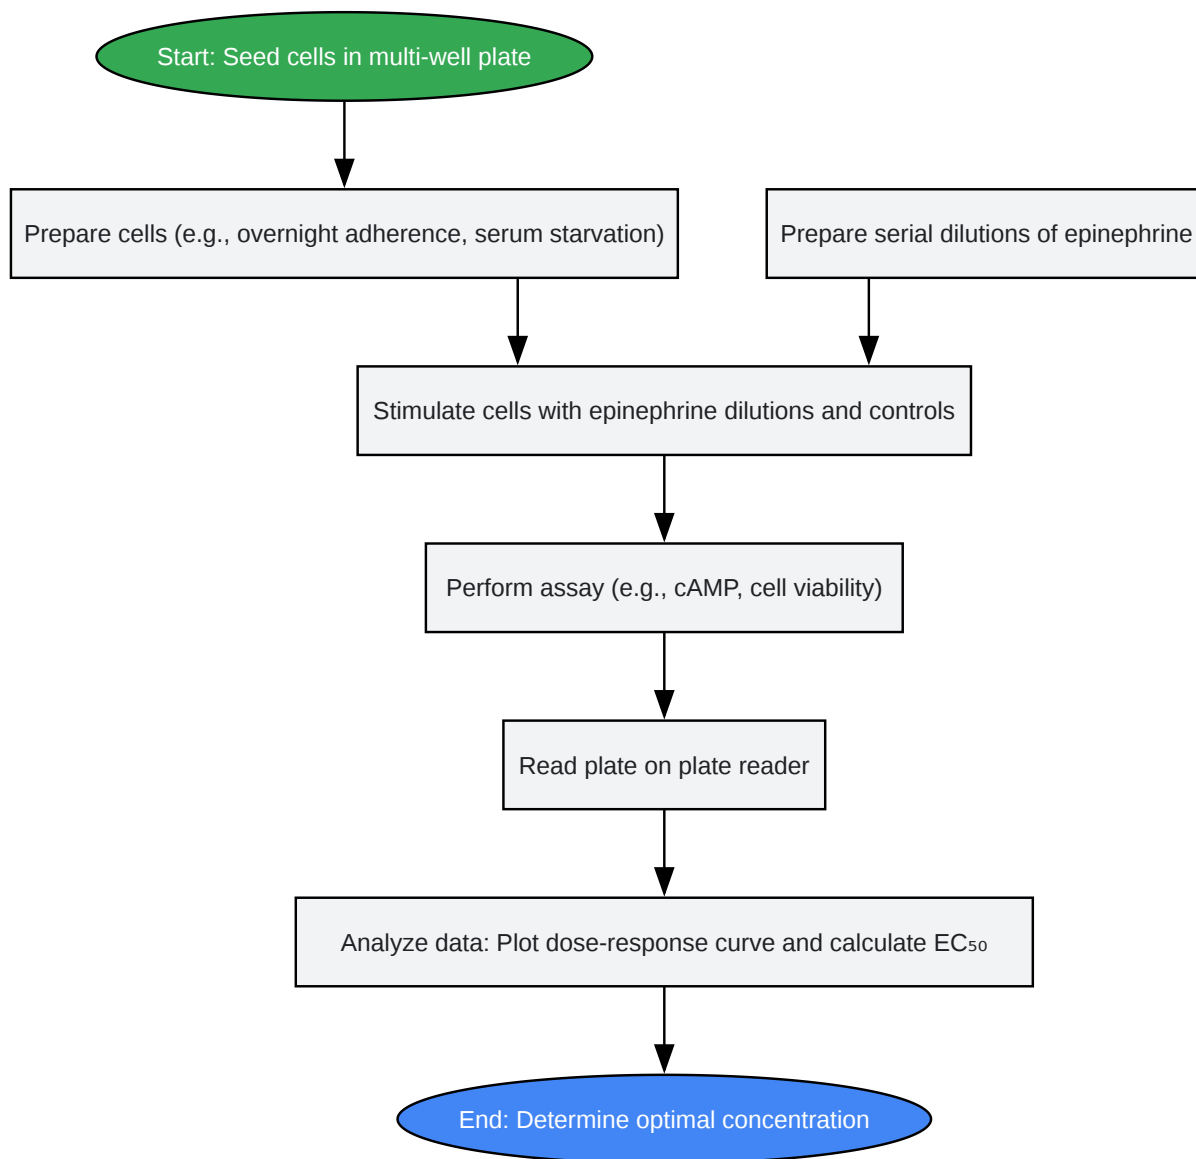 Start: Seed cells in multi-well plate
Prepare cells (e.g., overnight adherence, serum starvation)
Prepare serial dilutions of epinephrine
Stimulate cells with epinephrine dilutions and controls
Perform assay (e.g., cAMP, cell viability)
Read plate on plate reader
Analyze data: Plot dose-response curve and calculate EC₅₀
End: Determine optimal concentration